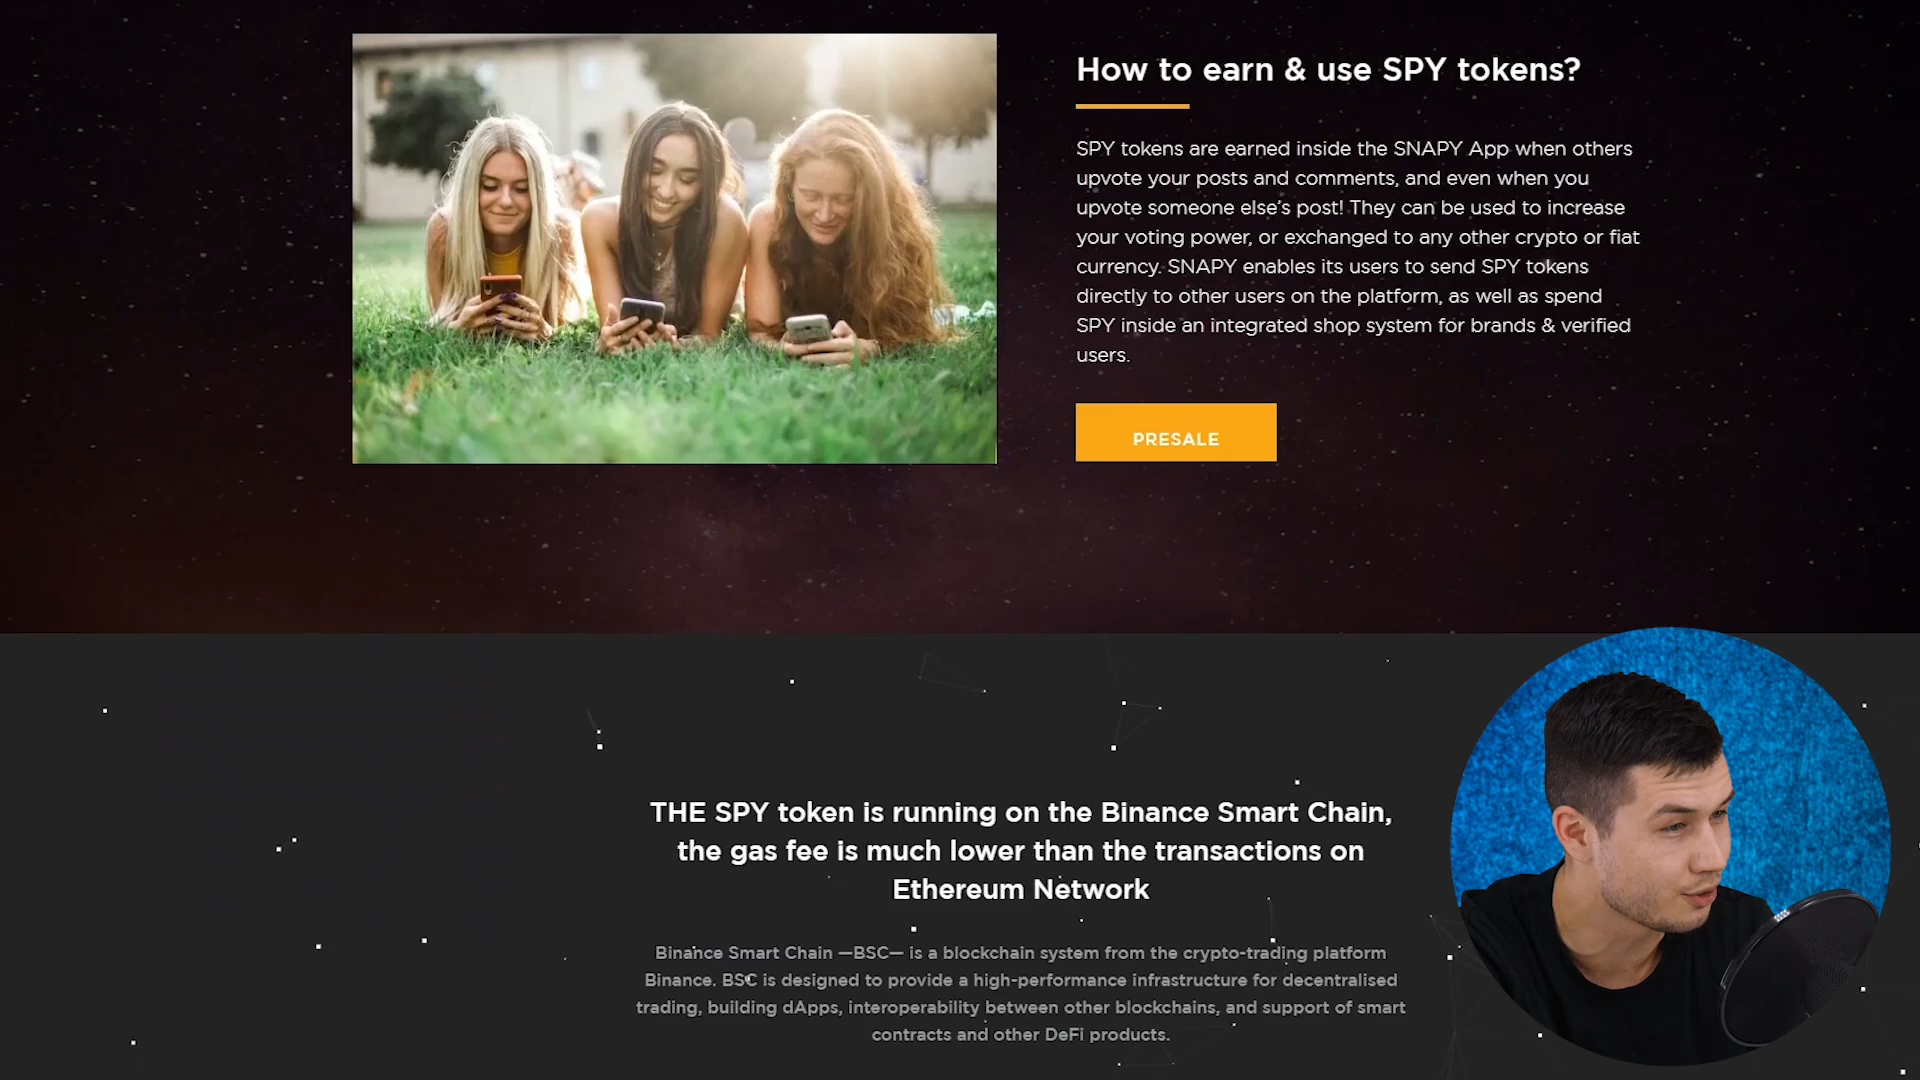 How to earn & use SPY tokens?
SPY tokens are earned inside the SNAPY App when others
upvote your posts and comments, and even when you
upvote someone else’s post! They can be used to increase
your voting power, or exchanged to any other crypto or fiat
currency. SNAPY enables its users to send SPY tokens
directly to other users on the platform, as well as spend
SPY inside an integrated shop system for brands & verified
users.
PRESALE
THE SPY token is running on the Binance Smart Chain,
the gas fee is much lower than the transactions on
Ethereum Network
Binance Smart Chain —BSC— is a blockchain system from the crypto-trading platform
Binance. BSC is designed to provide a high-performance infrastructure for decentralised
trading, building dApps, interoperability between other blockchains, and support of smart
contracts and other DeFi products.